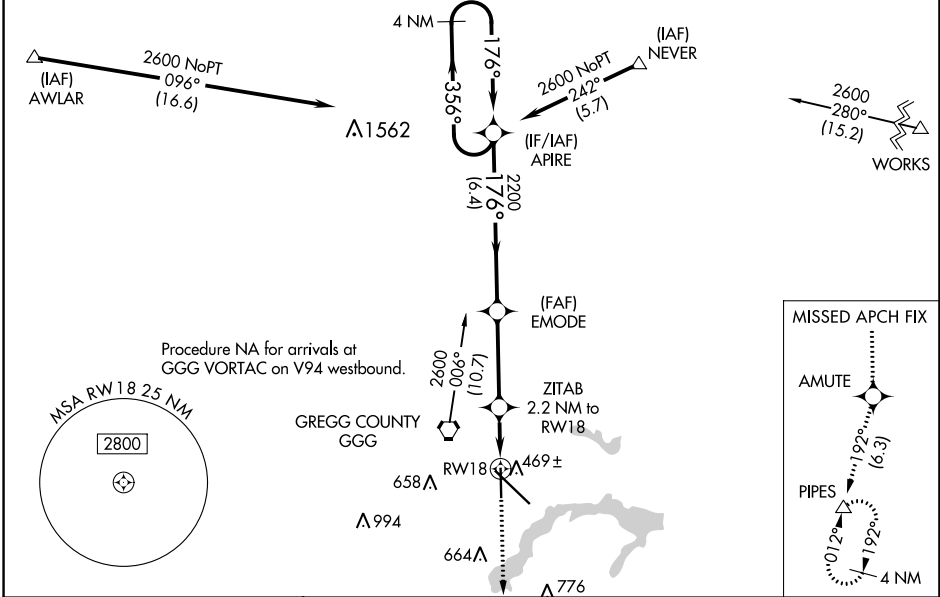 4 NM
176°
356°
2600 NoPT
096°
(16.6)
(IAF)
AWLAR
2600 NoPT
242°
(5.7)
(IAF)
NEVER
2600
280°
(15.2)
WORKS
1562
(IF/IAF)
APIRE
2200
176°
(6.4)
(FAF)
EMODE
Procedure NA for arrivals at
GGG VORTAC on V94 westbound.
2600
006°
(10.7)
ZITAB
2.2 NM to
RW18
GREGG COUNTY
GGG
MSA RW18 25 NM
2800
RW18
469±
658
994
664
776
MISSED APCH FIX
AMUTE
192°
(6.3)
PIPES
012°
192°
4 NM